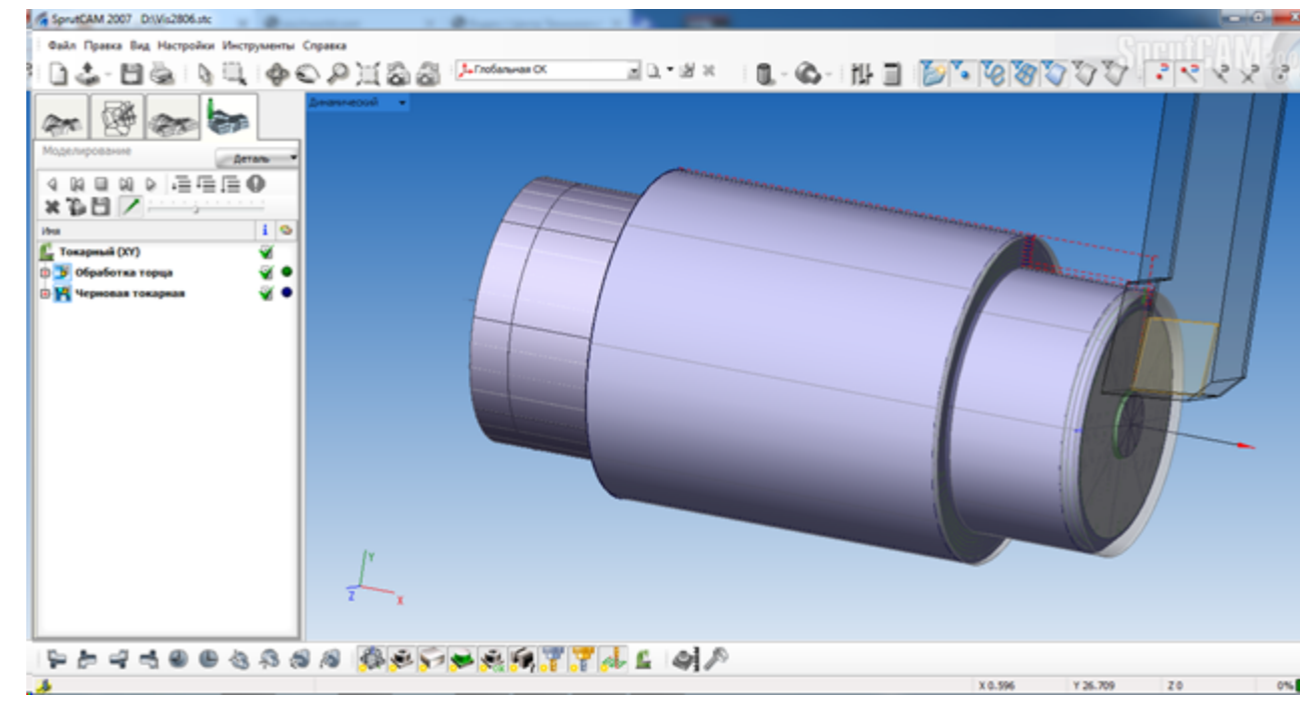 SprutCAM 2007 D:\Vis2806.stc
Файл Правка Вид Настройки Инструменты Справка
Глобальная СК
Динамический
Моделирование
Деталь
Имя
Токарный (XY)
Обработка торца
Черновая токарная
Y
Z
X
X 0.596 Y 26.709 Z 0 0%